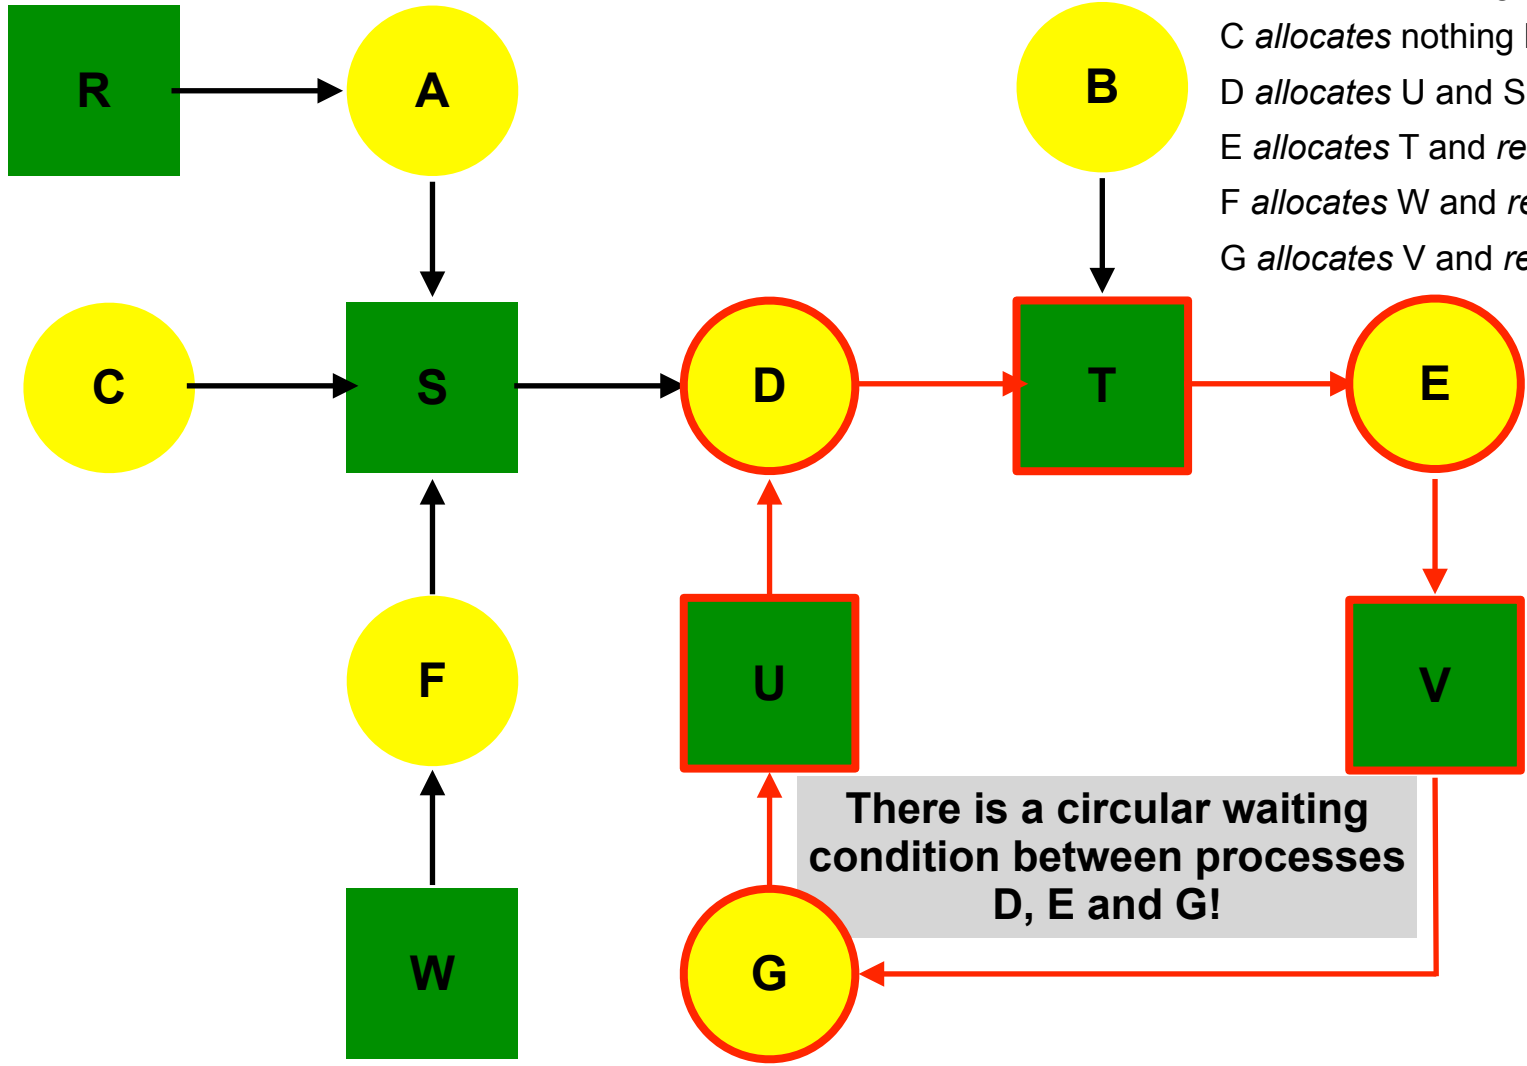 R
A
B
C allocates nothing
D allocates U and S
E allocates T and
F allocates W and
G allocates V and
C
S
D
T
E
F
U
V
There is a circular waiting
condition between processes
D, E and G!
W
G